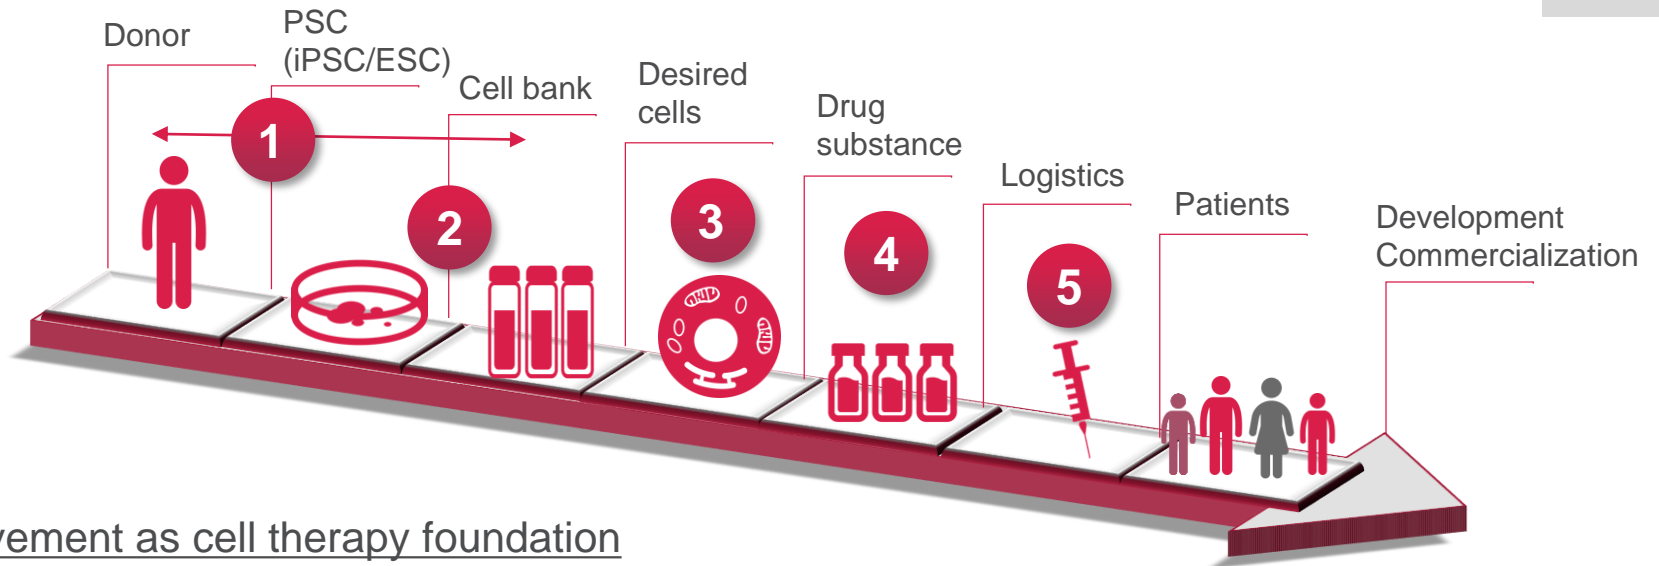 Donor
PSC
(iPSC/ESC)
Cell bank
Desired
cells
Drug
substance
Logistics
Patients
Development
Commercialization
1
2
3
4
5
as cell therapy foundation